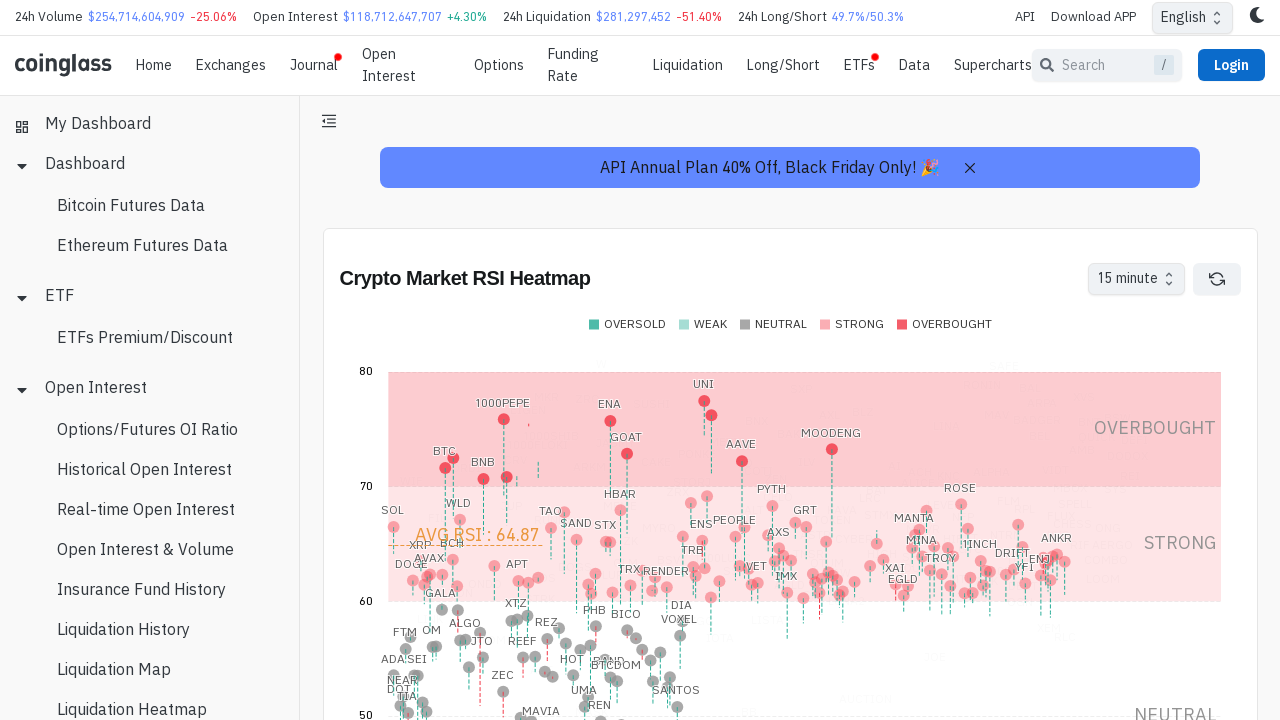 24h Volume $254,714,604,909 -25.06% Open Interest $118,712,647,707 +4.30% 24h Liquidation $281,297,452 -51.40% 24h Long/Short 49.7%/50.3% API Download APP English
coinglass Home Exchanges Journal Open Interest Options Funding Rate Liquidation Long/Short ETFs Data Supercharts Search / Login
My Dashboard
Dashboard
Bitcoin Futures Data
Ethereum Futures Data
ETF
ETFs Premium/Discount
Open Interest
Options/Futures OI Ratio
Historical Open Interest
Real-time Open Interest
Open Interest & Volume
Insurance Fund History
Liquidation History
Liquidation Map
Liquidation Heatmap
API Annual Plan 40% Off, Black Friday Only! 🎉
Crypto Market RSI Heatmap
15 minute
OVERSOLD WEAK NEUTRAL STRONG OVERBOUGHT
80
UNI
1000PEPE ENA
OVERBOUGHT
GOAT MOODENG
BTC AAVE
BNB
70
HBAR PYTH ROSE
WLD
SOL TAO GRT
MANTA
SAND STX ENS PEOPLE
AVG RSI : 64.87 AXS
XRP BCH MINA 1INCH ANKR
STRONG
TRB
AVAX DRIFT ENJ
DOGE APT TRX RENDER VET XAI TROY YFI
IMX EGLD
GALA
60
XTZ PHB BICO DIA
ALGO REZ VOXEL
FTM OM
JTO REEF
ADA SEI HOT
BTCDOM
NEAR ZEC
DOT UMA SANTOS
TIA
REN
MAVIA
50
NEUTRAL